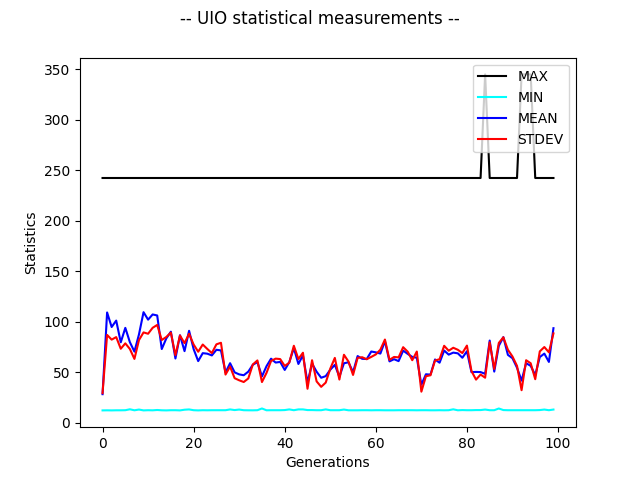 -- UIO statistical measurements --
350
300
250
200
150
100
50
0
Statistics
MAX
MIN
MEAN
STDEV
0 20 40 60 80 100
Generations